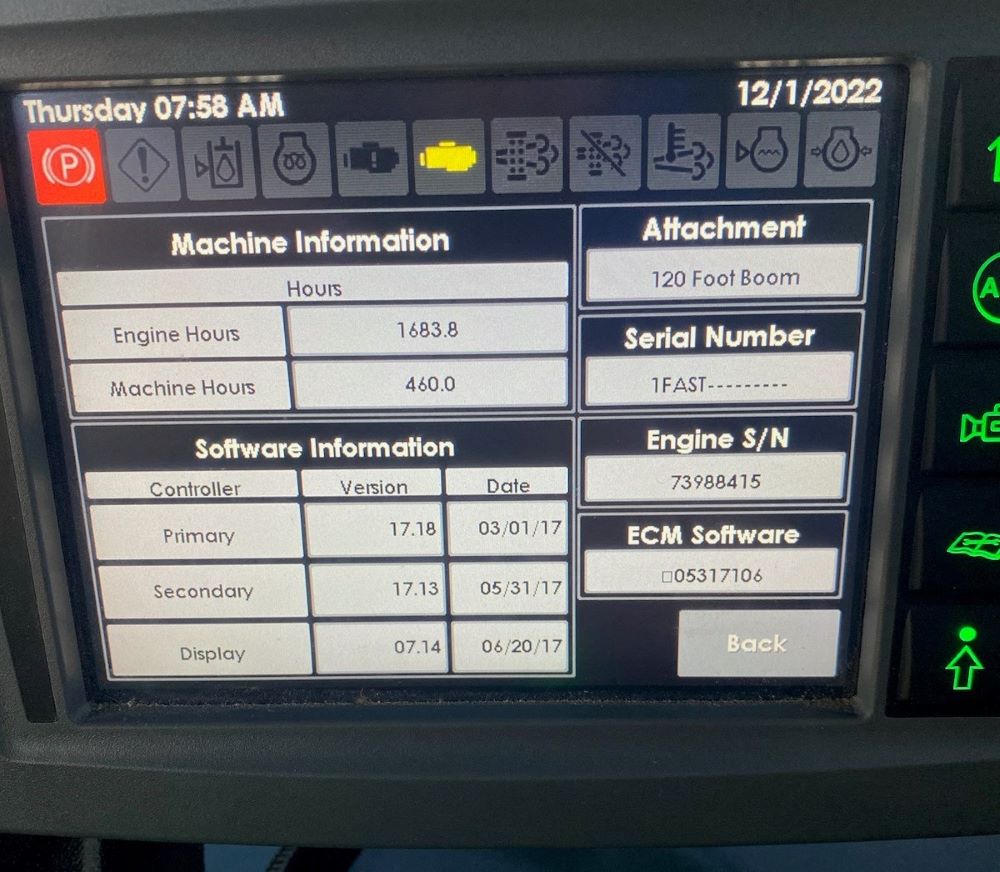 Thursday 07:58 AM 12/1/2022
P
Machine Information
Hours
Engine Hours 1683.8
Machine Hours 460.0
Software Information
Controller Version Date
Primary 17.18 03/01/17
Secondary 17.13 05/31/17
Display 07.14 06/20/17
Attachment
120 Foot Boom
Serial Number
1FAST---------
Engine S/N
73988415
ECM Software
□05317106
Back
A